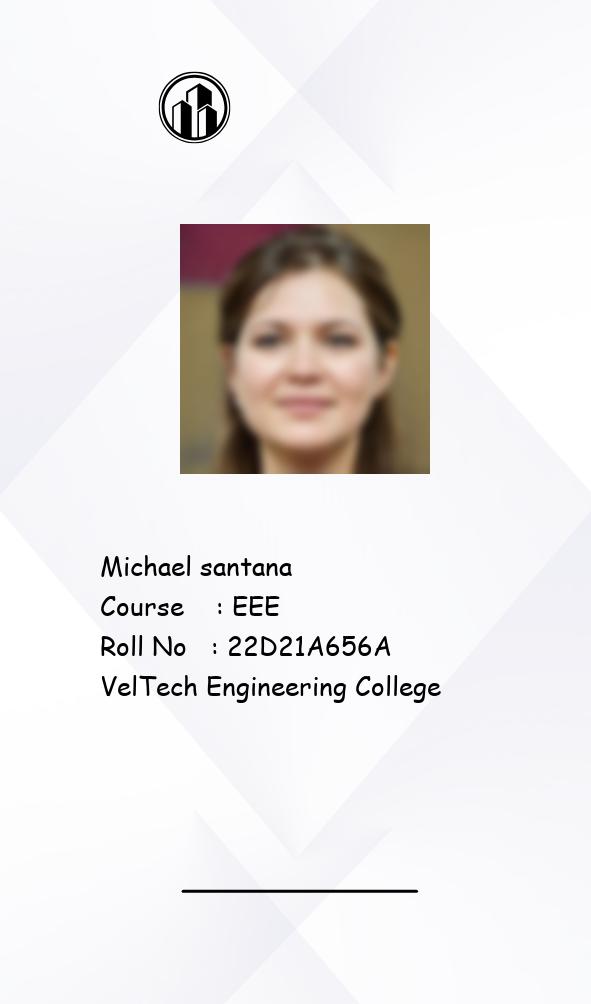 Michael santana
Course : EEE
Roll No : 22D21A656A
VelTech Engineering College